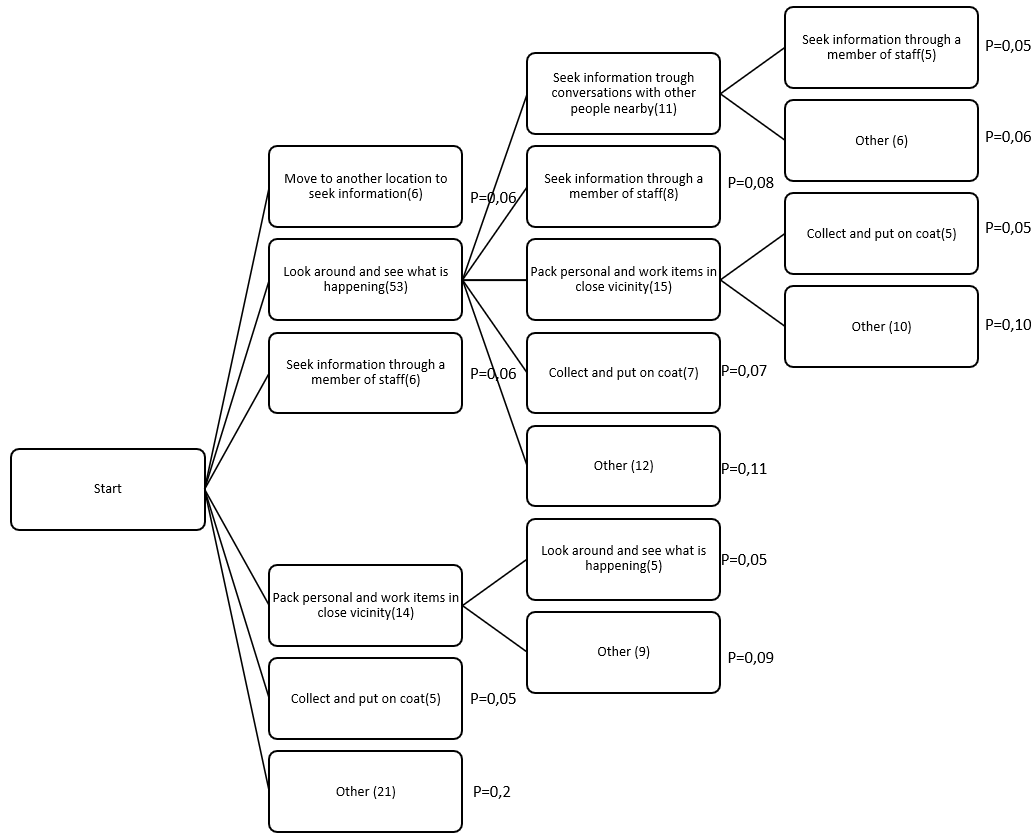 Start
Move to another location to
seek information(6)
P=0,06
Look around and see what is
happening(53)
Seek information through a
member of staff(6)
P=0,06
Pack personal and work items in
close vicinity(14)
Collect and put on coat(5)
P=0,05
Other (21)
P=0,2
Seek information trough
conversations with other
people nearby(11)
Seek information through a
member of staff(8)
P=0,08
Pack personal and work items in
close vicinity(15)
Collect and put on coat(7)
P=0,07
Other (12)
P=0,11
Look around and see what is
happening(5)
P=0,05
Other (9)
P=0,09
Seek information through a
member of staff(5)
P=0,05
Other (6)
P=0,06
Collect and put on coat(5)
P=0,05
Other (10)
P=0,10